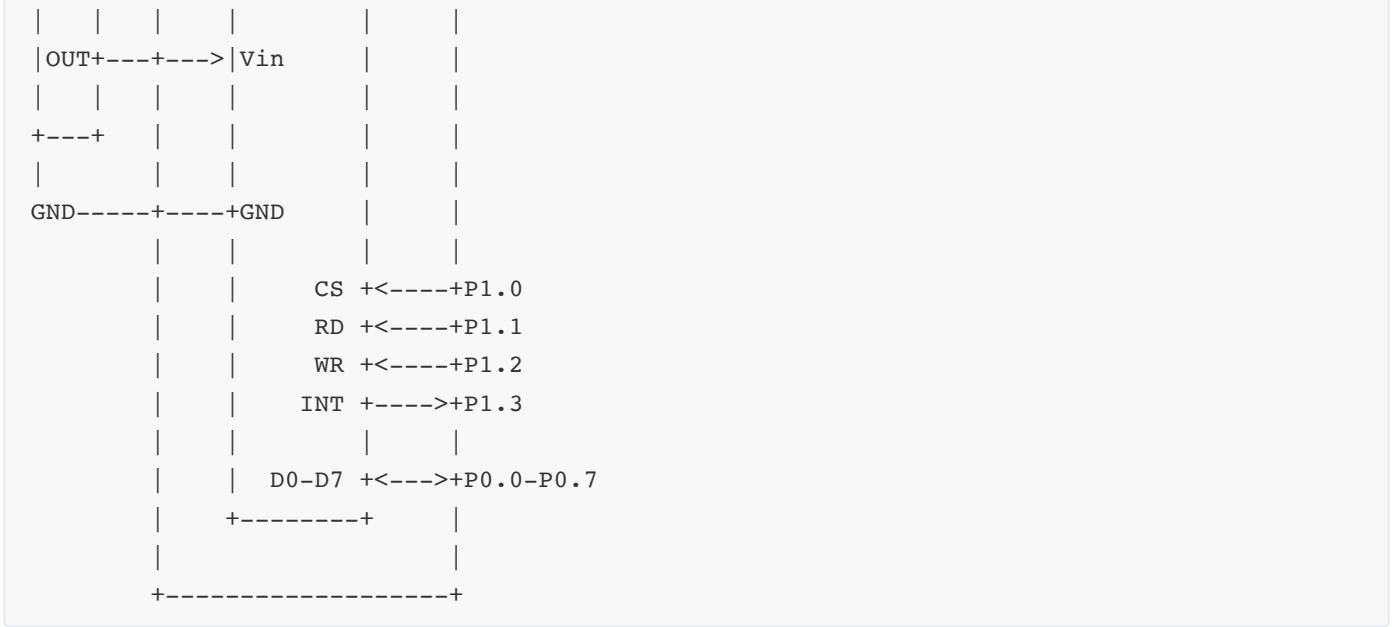 |   |   |    |        |     |
|OUT+---+--->|Vin     |     |
|   |   |    |        |     |
+---+   |    |        |     |
|       |    |        |     |
GND-----+----+GND     |     |
        |    |        |     |
        |    |     CS +<----+P1.0
        |    |     RD +<----+P1.1
        |    |     WR +<----+P1.2
        |    |    INT +---->+P1.3
        |    |        |     |
        |    |  D0-D7 +<--->+P0.0-P0.7
        |    +--------+     |
        |                   |
        +-------------------+